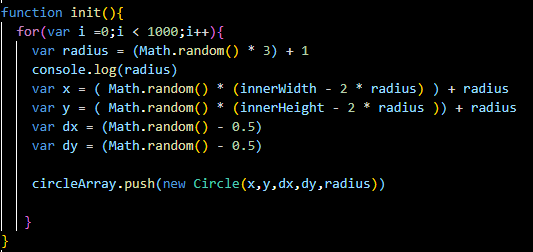 function init(){
for(var i =0;i < 1000;i++){
var radius = (Math.random() * 3) + 1
console.log(radius)
var x = ( Math.random() * (innerWidth - 2 * radius) ) + radius
var y = ( Math.random() * (innerHeight - 2 * radius )) + radius
var dx = (Math.random() - 0.5)
var dy = (Math.random() - 0.5)
circleArray.push(new Circle(x,y,dx,dy,radius))
}
}